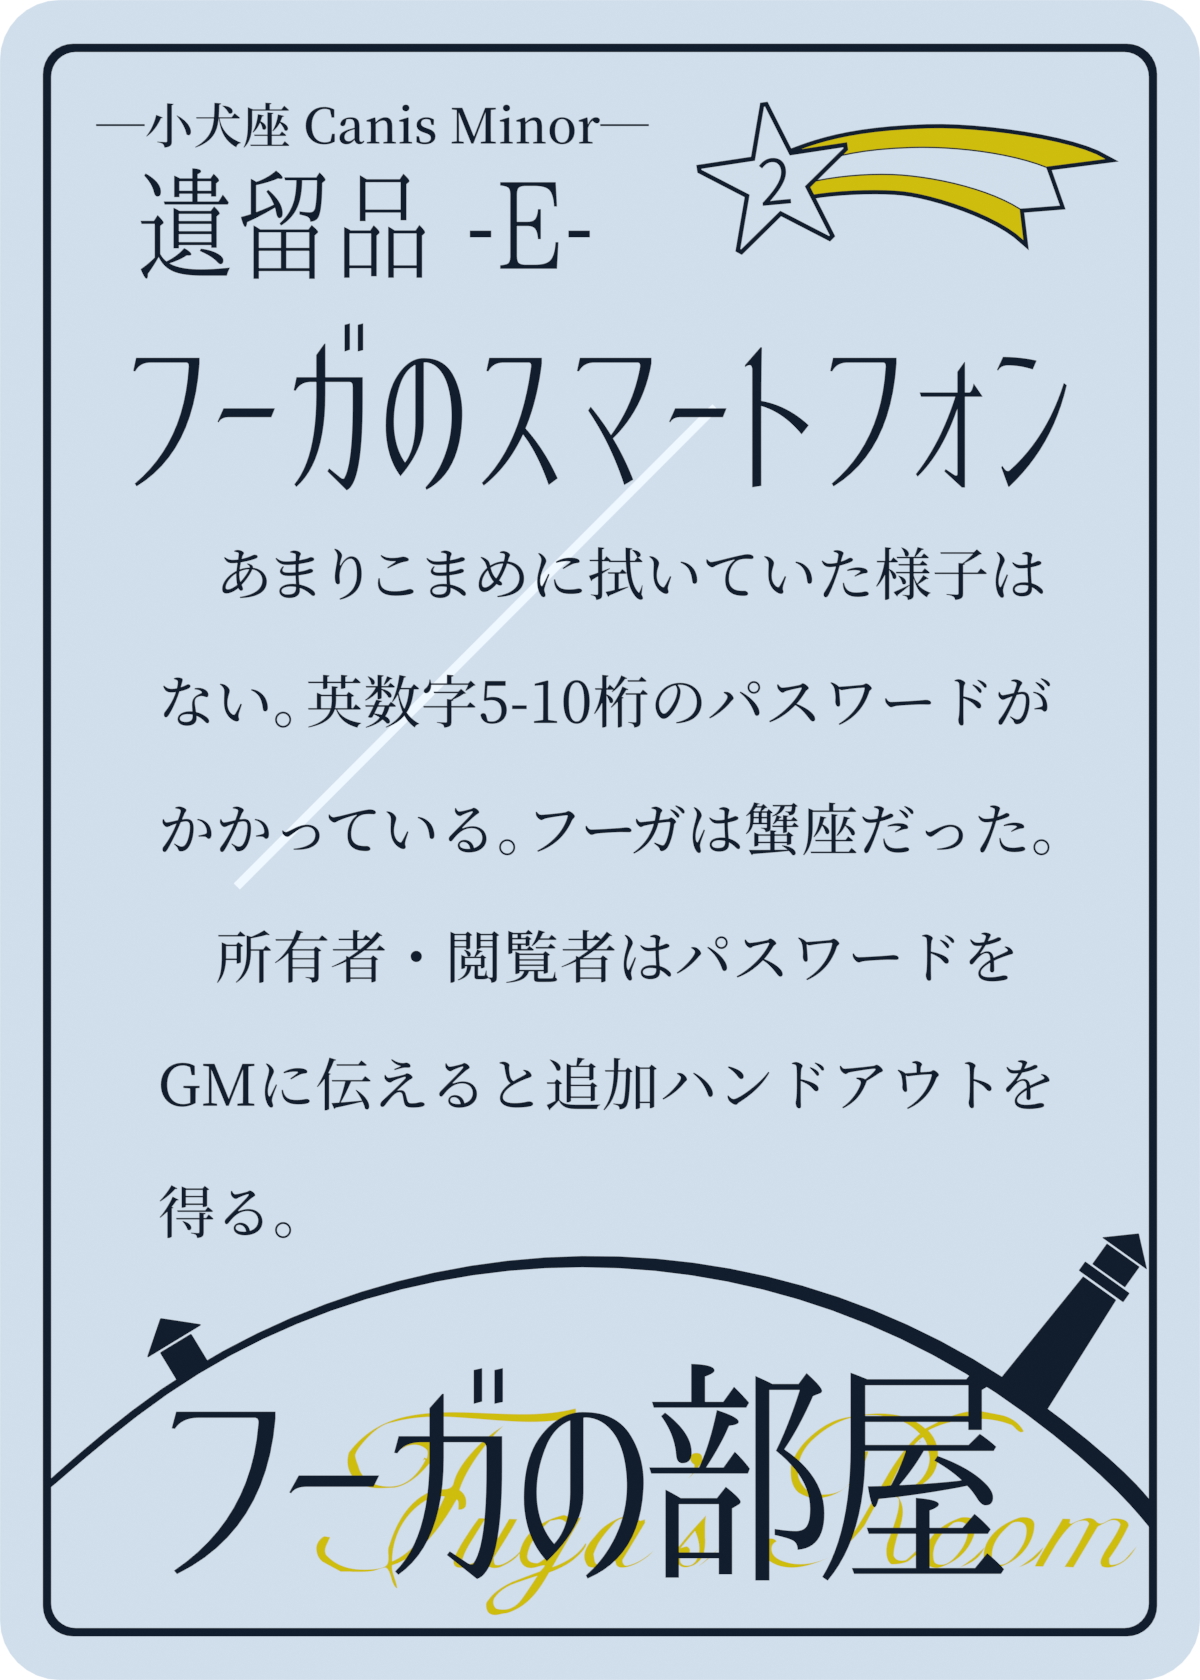 —小犬座 Canis Minor—
遺留品 -E-
2
フーガのスマートフォン
あまりこまめに拭いていた様子は
ない。英数字5-10桁のパスワードが
かかっている。フーガは蟹座だった。
所有者・閲覧者はパスワードを
GMに伝えると追加ハンドアウトを
得る。
フーガの部屋
Fuga's Room